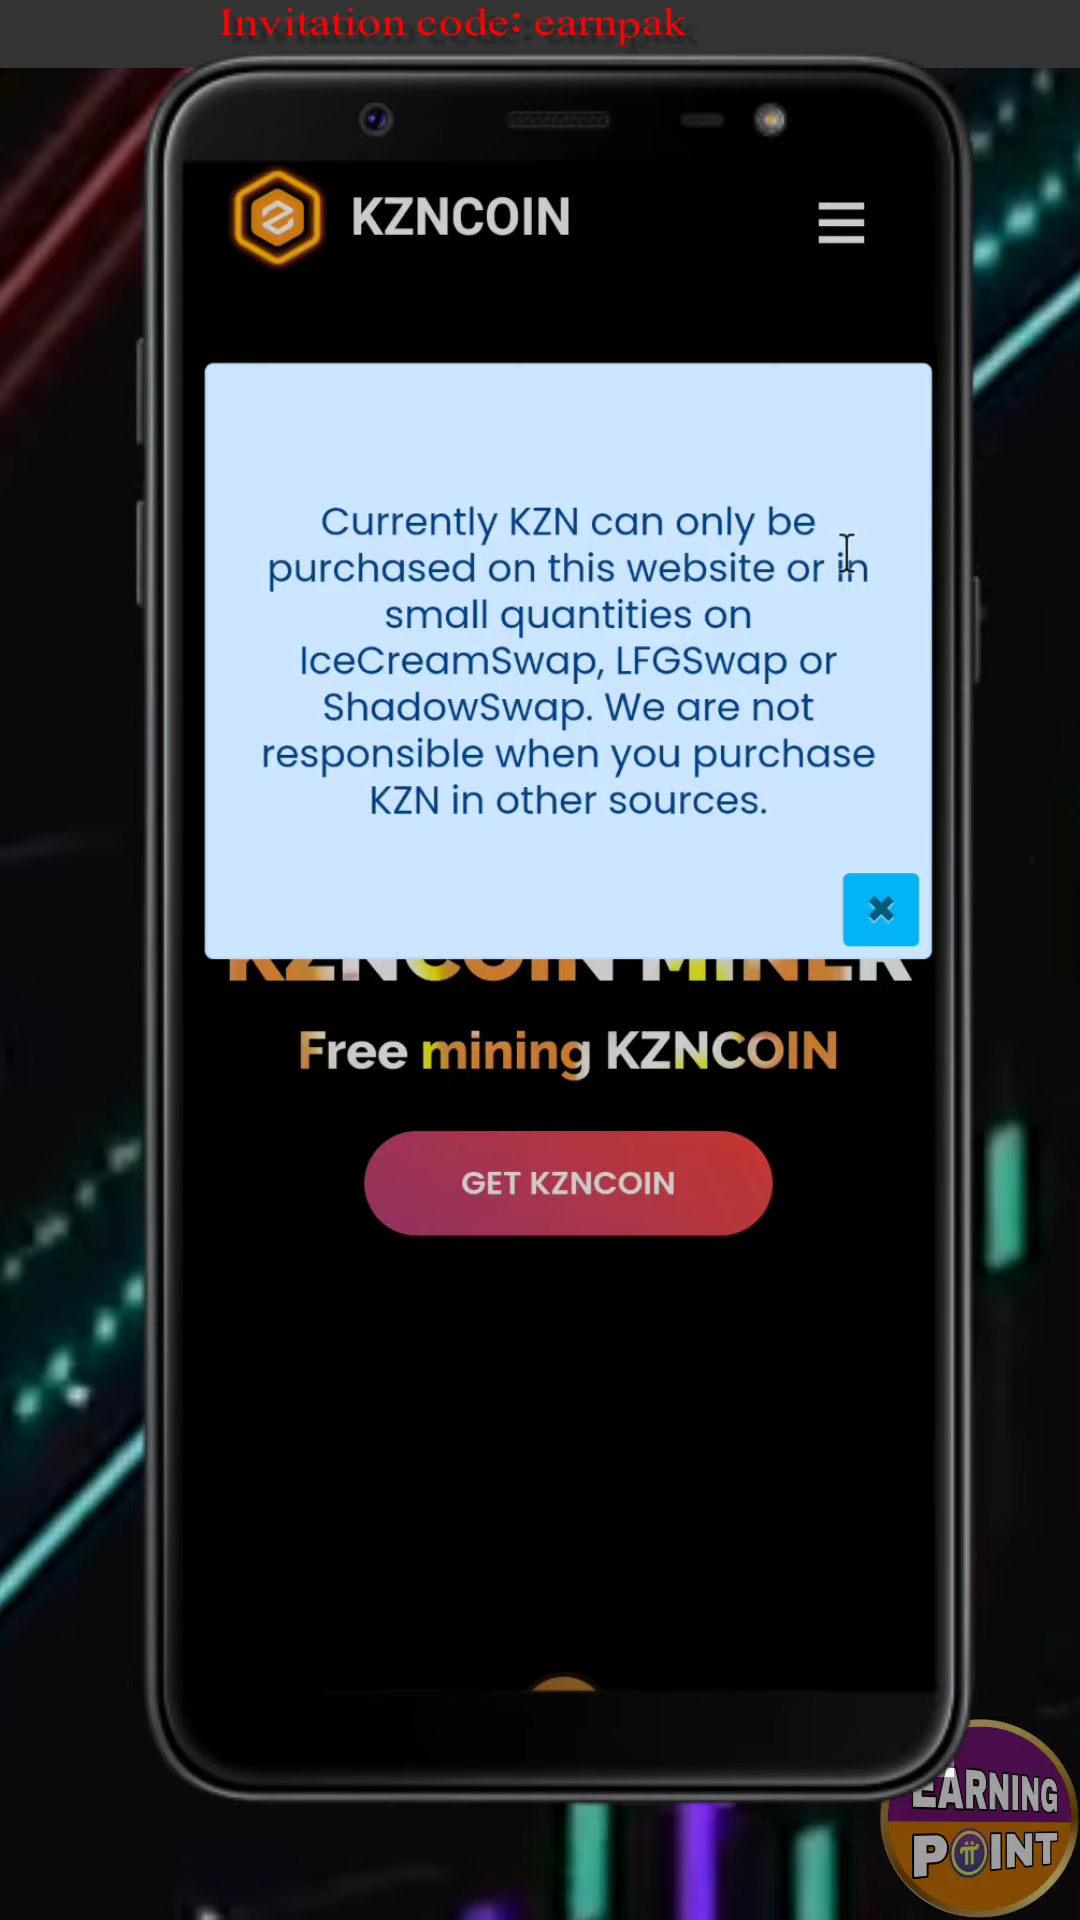 Invitation code: earnpak
KZNCOIN
Currently KZN can only be
purchased on this website or in
small quantities on
IceCreamSwap, LFGSwap or
ShadowSwap. We are not
responsible when you purchase
KZN in other sources.
KZNCOIN MINER
Free mining KZNCOIN
GET KZNCOIN
EARNING
POINT